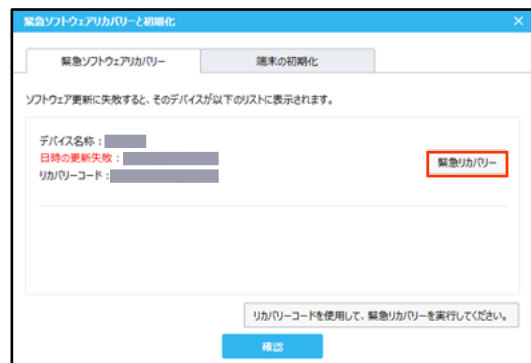 緊急ソフトウェアリカバリーと初期化
緊急ソフトウェアリカバリー
端末の初期化
ソフトウェア更新に失敗すると、そのデバイスが以下のリストに表示されます。
デバイス名称：
日時の更新失敗：
リカバリーコード：
緊急リカバリー
リカバリーコードを使用して、緊急リカバリーを実行してください。
確認